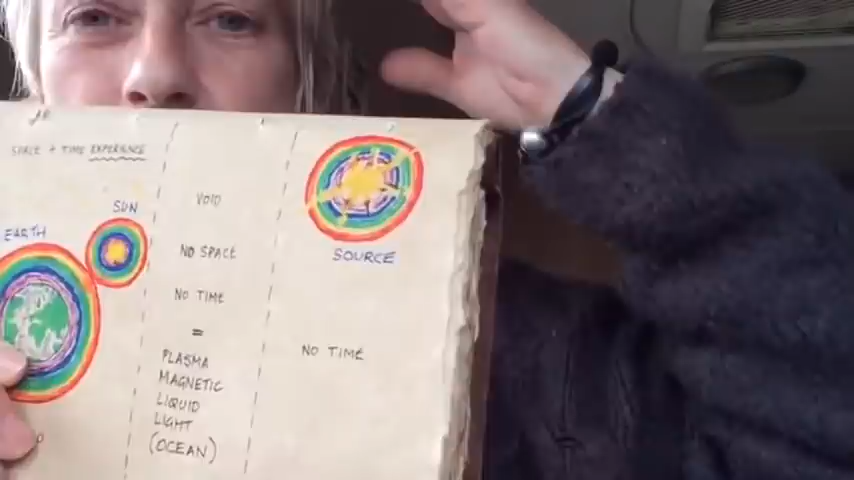 SPACE + TIME EXPERIENCE
SUN
EARTH
VOID
NO SPACE
NO TIME
=
PLASMA
MAGNETIC
LIQUID
LIGHT
(OCEAN)
SOURCE
NO TIME